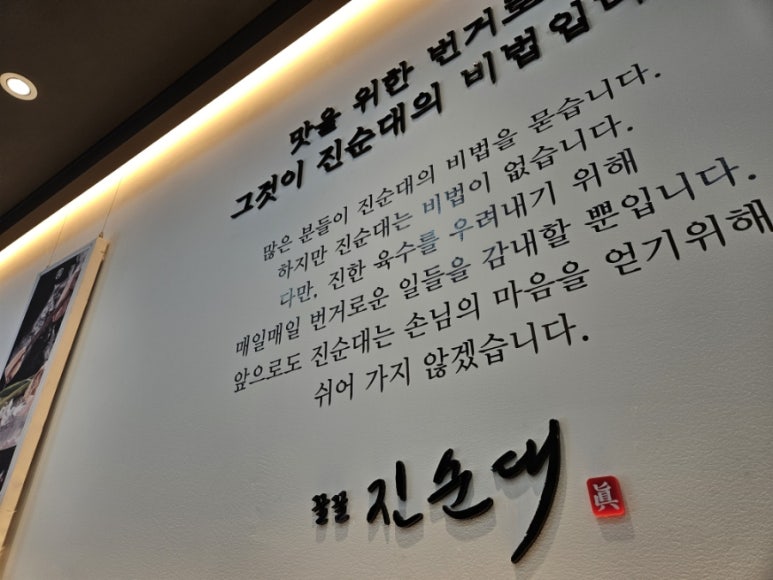 맛을 위한 번거로
그것이 진순대의 비법입니
많은 분들이 진순대의 비법을 묻습니다.
하지만 진순대는 비법이 없습니다.
다만, 진한 육수를 우려내기 위해
매일매일 번거로운 일들을 감내할 뿐입니다.
앞으로도 진순대는 손님의 마음을 얻기위해
쉬어 가지 않겠습니다.
꿀꿀 진순대 眞